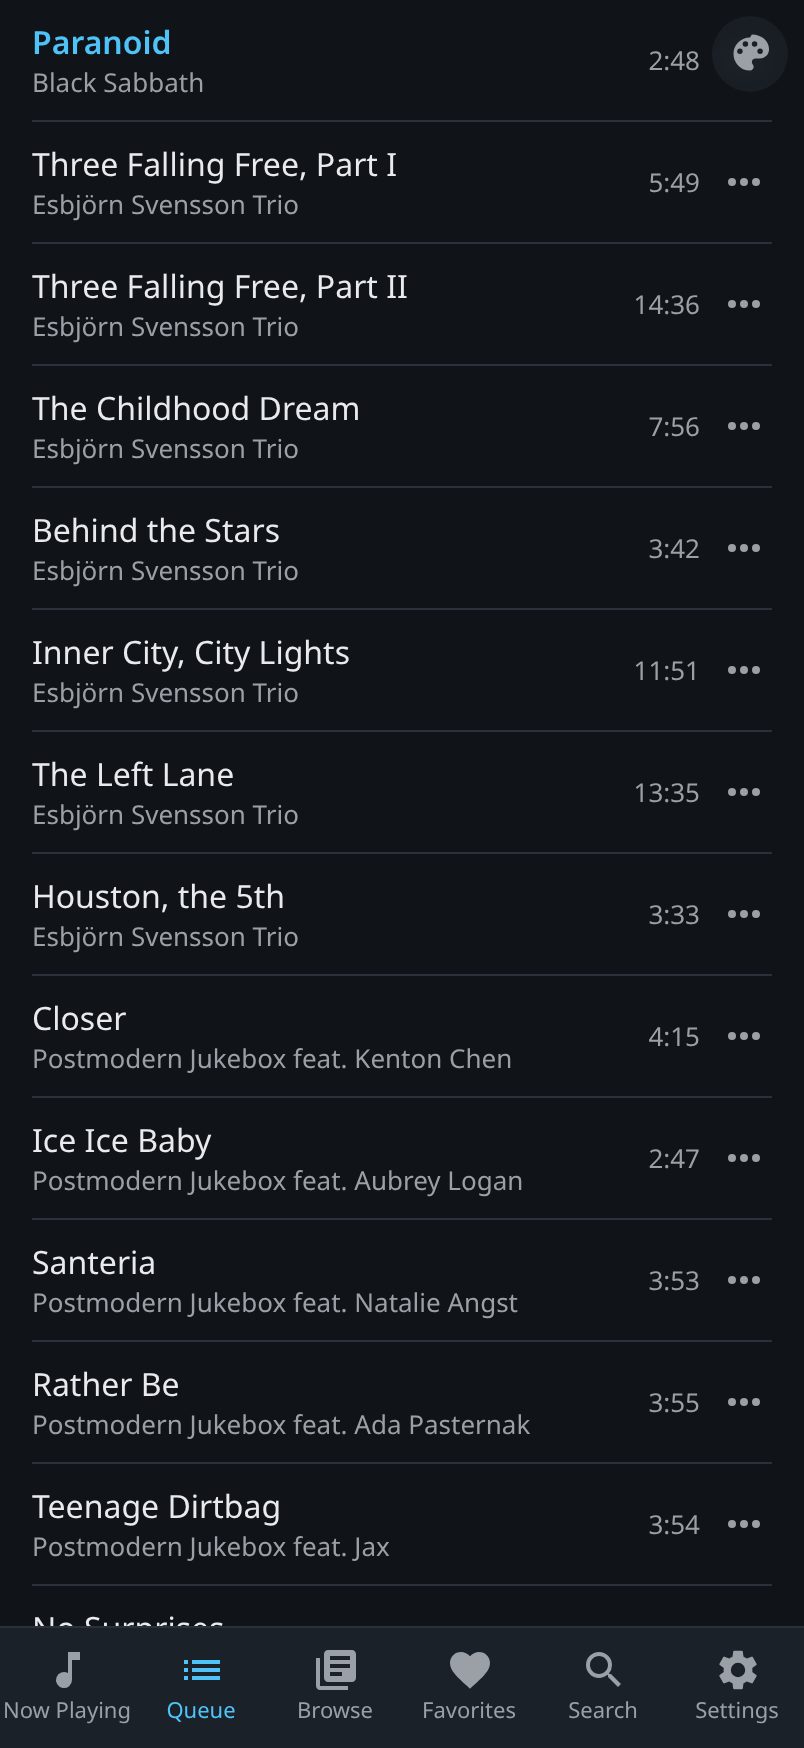 Paranoid
2:48
Black Sabbath
Three Falling Free, Part I
5:49
Esbjörn Svensson Trio
Three Falling Free, Part II
14:36
Esbjörn Svensson Trio
The Childhood Dream
7:56
Esbjörn Svensson Trio
Behind the Stars
3:42
Esbjörn Svensson Trio
Inner City, City Lights
11:51
Esbjörn Svensson Trio
The Left Lane
13:35
Esbjörn Svensson Trio
Houston, the 5th
3:33
Esbjörn Svensson Trio
Closer
4:15
Postmodern Jukebox feat. Kenton Chen
Ice Ice Baby
2:47
Postmodern Jukebox feat. Aubrey Logan
Santeria
3:53
Postmodern Jukebox feat. Natalie Angst
Rather Be
3:55
Postmodern Jukebox feat. Ada Pasternak
Teenage Dirtbag
3:54
Postmodern Jukebox feat. Jax
No Surprises
Now Playing
Queue
Browse
Favorites
Search
Settings